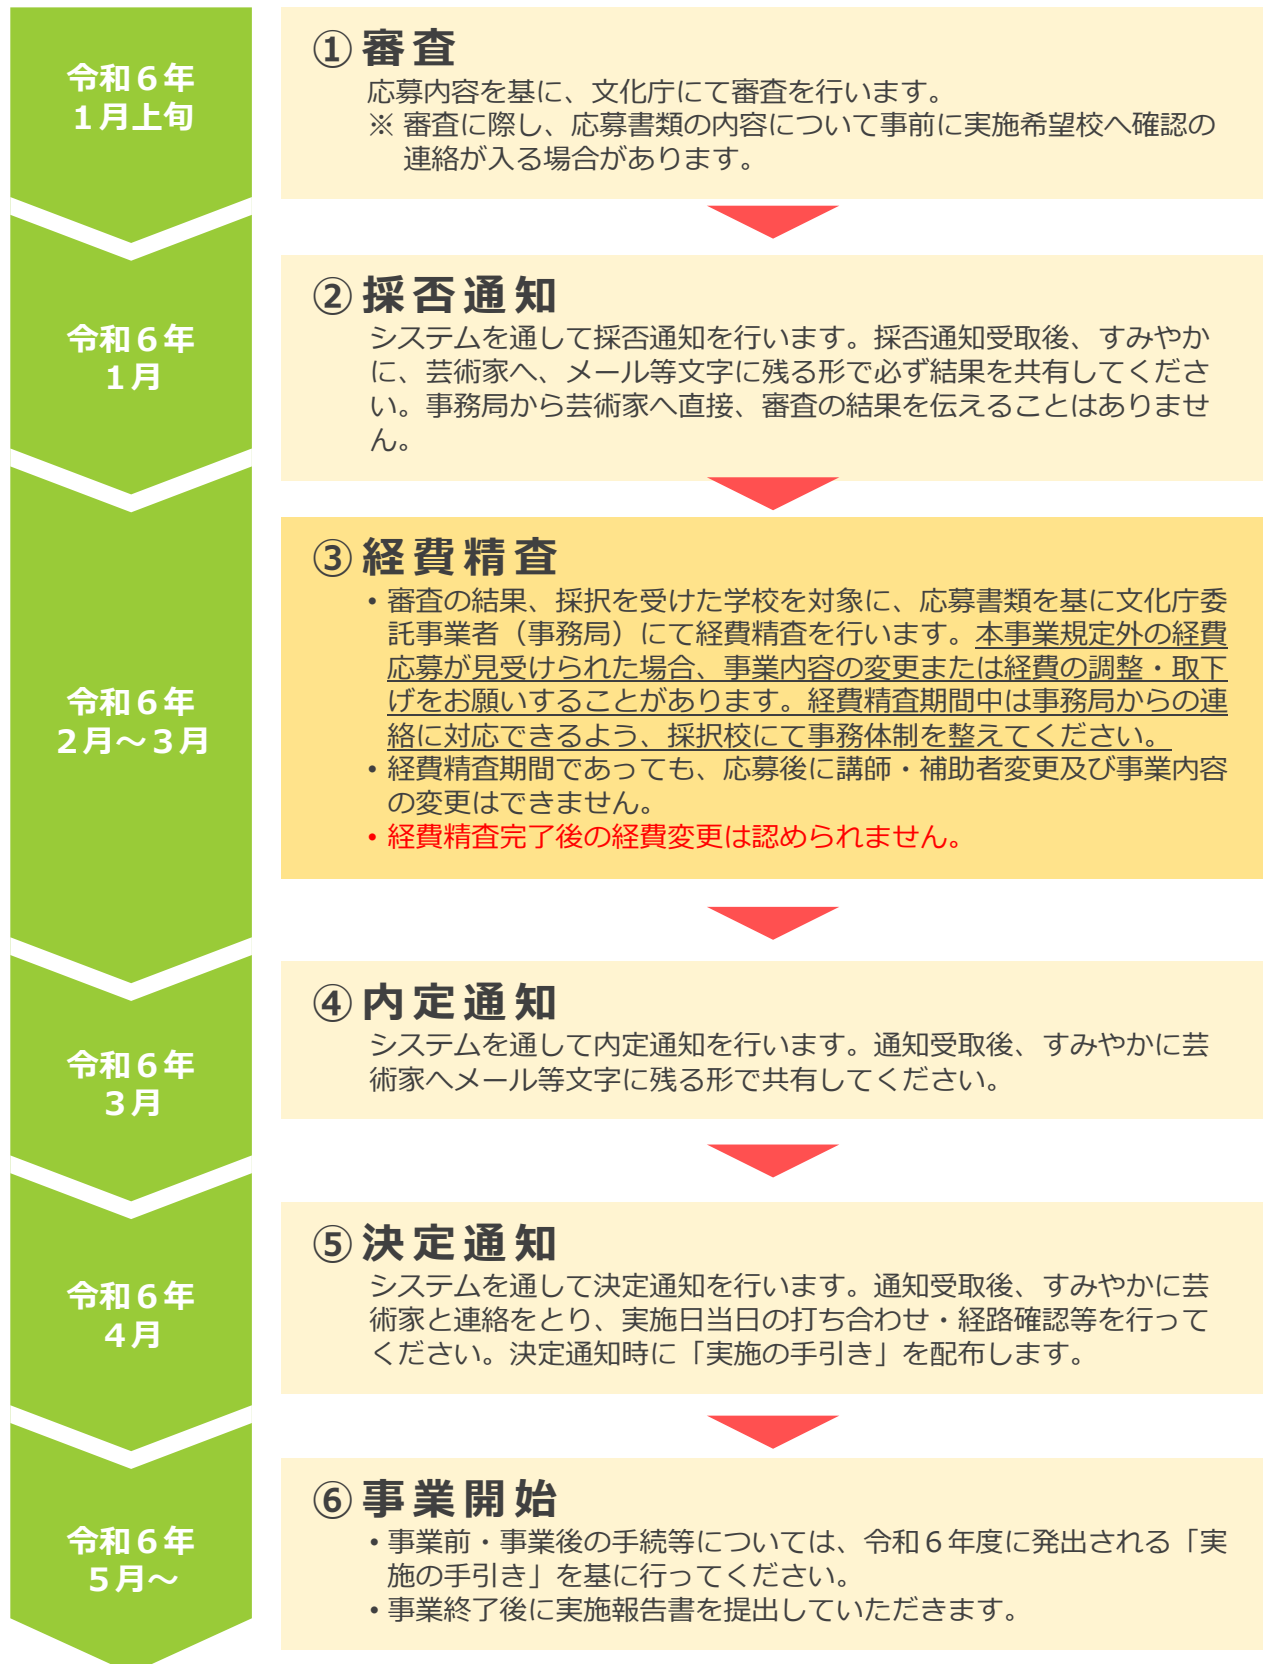 令和６年
１月上旬
①審査
応募内容を基に、文化庁にて審査を行います。
※ 審査に際し、応募書類の内容について事前に実施希望校へ確認の
連絡が入る場合があります。
令和６年
１月
②採否通知
システムを通して採否通知を行います。採否通知受取後、すみやか
に、芸術家へ、メール等文字に残る形で必ず結果を共有してくださ
い。事務局から芸術家へ直接、審査の結果を伝えることはありませ
ん。
令和６年
２月～３月
③経費精査
• 審査の結果、採択を受けた学校を対象に、応募書類を基に文化庁委
託事業者（事務局）にて経費精査を行います。本事業規定外の経費
応募が見受けられた場合、事業内容の変更または経費の調整・取下
げをお願いすることがあります。経費精査期間中は事務局からの連
絡に対応できるよう、採択校にて事務体制を整えてください。
• 経費精査期間であっても、応募後に講師・補助者変更及び事業内容
の変更はできません。
• 経費精査完了後の経費変更は認められません。
令和６年
３月
④内定通知
システムを通して内定通知を行います。通知受取後、すみやかに芸
術家へメール等文字に残る形で共有してください。
令和６年
４月
⑤決定通知
システムを通して決定通知を行います。通知受取後、すみやかに芸
術家と連絡をとり、実施日当日の打ち合わせ・経路確認等を行って
ください。決定通知時に「実施の手引き」を配布します。
令和６年
５月～
⑥事業開始
• 事業前・事業後の手続等については、令和６年度に発出される「実
施の手引き」を基に行ってください。
• 事業終了後に実施報告書を提出していただきます。